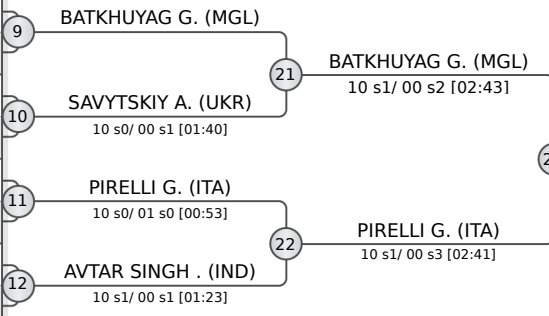 9
BATKHUYAG G. (MGL)
21
BATKHUYAG G. (MGL)
10 s1/ 00 s2 [02:43]
10
SAVYTSKIY A. (UKR)
10 s0/ 00 s1 [01:40]
11
PIRELLI G. (ITA)
10 s0/ 01 s0 [00:53]
22
PIRELLI G. (ITA)
10 s1/ 00 s3 [02:41]
12
AVTAR SINGH . (IND)
10 s1/ 00 s1 [01:23]